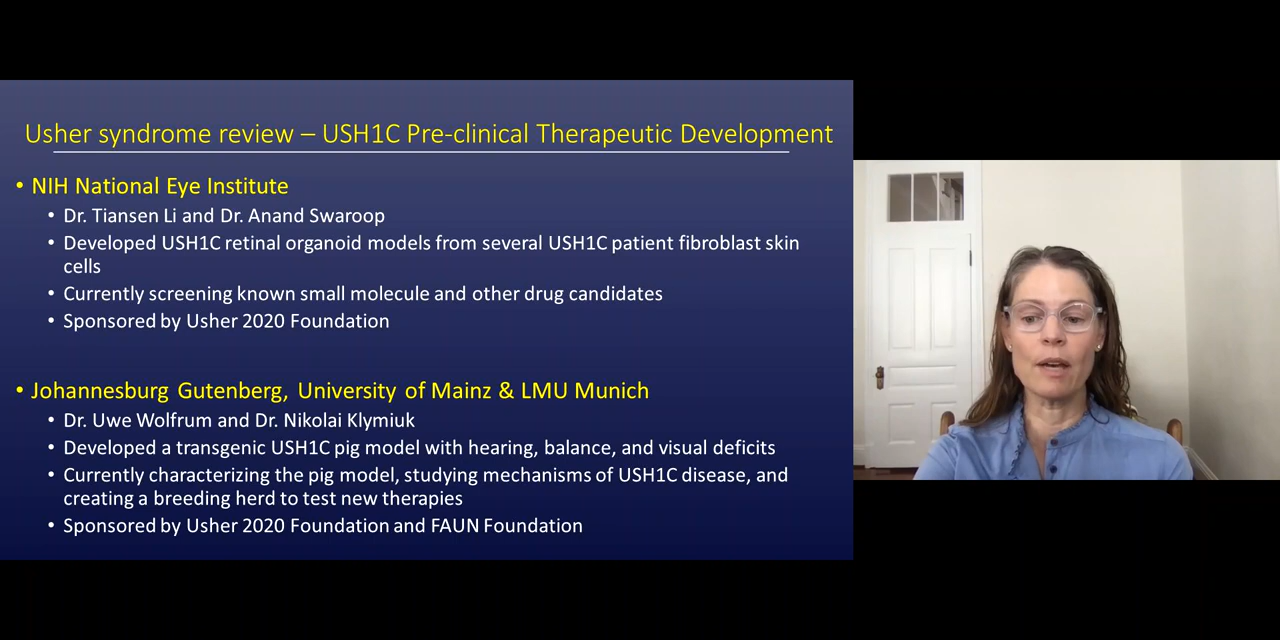 Usher syndrome review – USH1C Pre-clinical Therapeutic Development
• NIH National Eye Institute
• Dr. Tiansen Li and Dr. Anand Swaroop
• Developed USH1C retinal organoid models from several USH1C patient fibroblast skin
cells
• Currently screening known small molecule and other drug candidates
• Sponsored by Usher 2020 Foundation
• Johannesburg Gutenberg, University of Mainz & LMU Munich
• Dr. Uwe Wolfrum and Dr. Nikolai Klymiuk
• Developed a transgenic USH1C pig model with hearing, balance, and visual deficits
• Currently characterizing the pig model, studying mechanisms of USH1C disease, and
creating a breeding herd to test new therapies
• Sponsored by Usher 2020 Foundation and FAUN Foundation